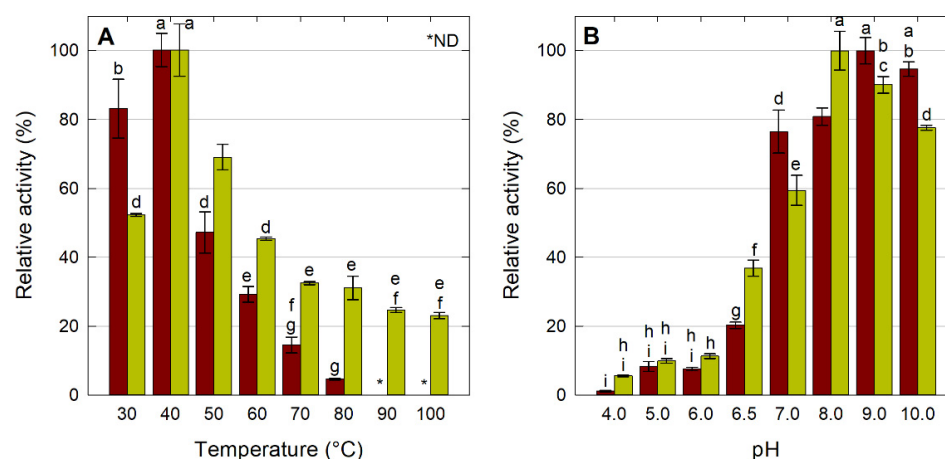 A
*ND
Relative activity (%)
100
80
60
40
20
0
b
d
a
a
d
d
e
f
g
e
g
e
*
e
f
*
e
f
30
40
50
60
70
80
90
100
Temperature (°C)
B
Relative activity (%)
100
80
60
40
20
0
i
h
i
h
i
h
i
h
i
h
g
f
d
e
a
a
b
c
a
b
d
4.0
5.0
6.0
6.5
7.0
8.0
9.0
10.0
pH